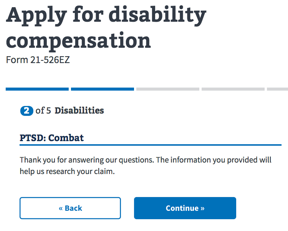 Apply for disability
compensation
Form 21-526EZ
2 of 5 Disabilities
PTSD: Combat
Thank you for answering our questions. The information you provided will
help us research your claim.
« Back
Continue »